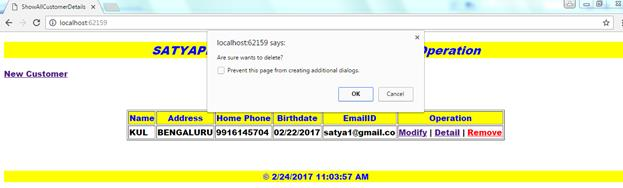 ShowAllCustomerDetails
localhost:62159
localhost:62159 says:
SATYAP Operation
Are sure wants to delete?
New Customer
Prevent this page from creating additional dialogs.
OK Cancel
Name Address Home Phone Birthdate EmailID Operation
KUL BENGALURU 9916145704 02/22/2017 satya1@gmail.co Modify | Detail | Remove
© 2/24/2017 11:03:57 AM